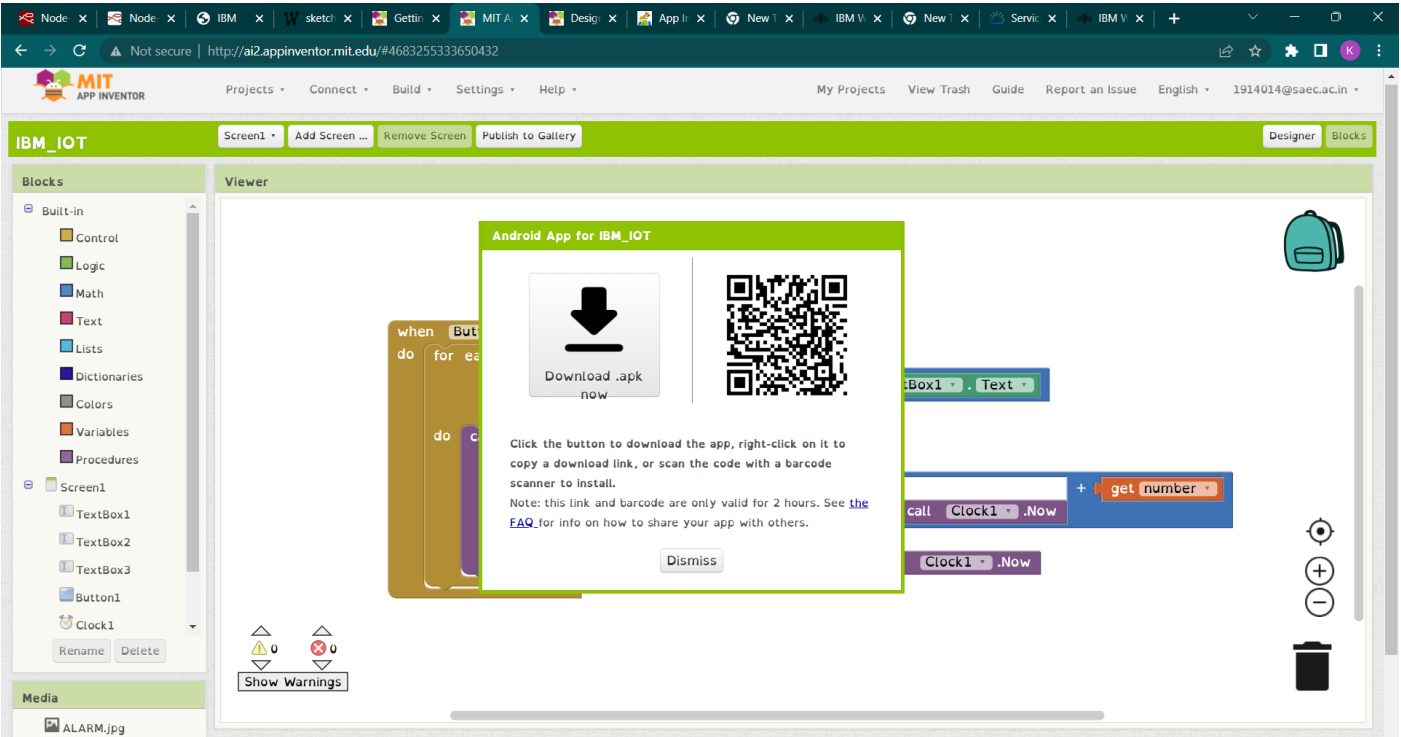 Node- Node- IBM sketch Gettin MIT A Desig App In New T IBM W New T Servic IBM W
Not secure | http://ai2.appinventor.mit.edu/#4683255333650432 K
MIT
APP INVENTOR
Projects Connect Build Settings Help My Projects View Trash Guide Report an Issue English 1914014@saec.ac.in
IBM_IOT Screen1 Add Screen ... Remove Screen Publish to Gallery Designer Blocks
Blocks Viewer
Built-in
Control
Logic
Math
Text
Lists
Dictionaries
Colors
Variables
Procedures
Screen1
TextBox1
TextBox2
TextBox3
Button1
Clock1
Rename Delete
Media
ALARM.jpg
when But
do for ea
do c
Box1 . Text
+ get number
call Clock1 .Now
Clock1 .Now
0 0
Show Warnings
Android App for IBM_IOT
Download .apk
now
Click the button to download the app, right-click on it to
copy a download link, or scan the code with a barcode
scanner to install.
Note: this link and barcode are only valid for 2 hours. See the
FAQ for info on how to share your app with others.
Dismiss